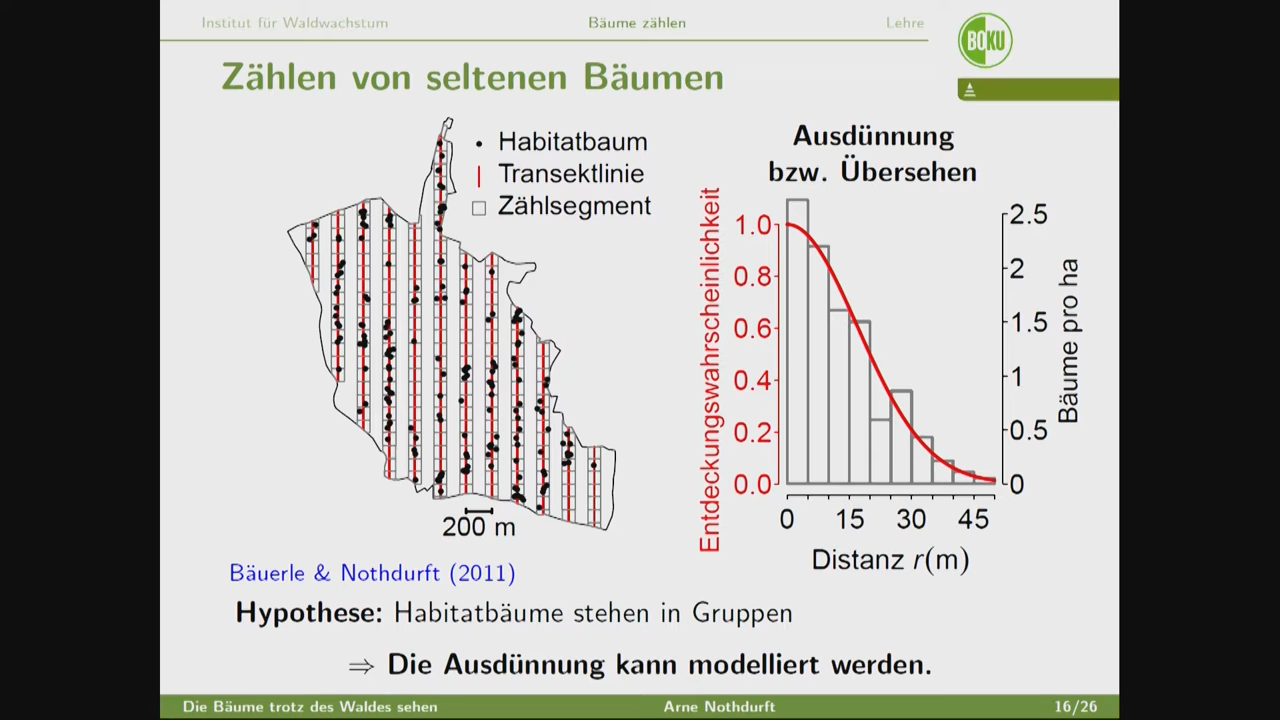 Institut für Waldwachstum
Bäume zählen
Lehre
BOKU
Zählen von seltenen Bäumen
Habitatbaum
Transektlinie
Zählsegment
200 m
Ausdünnung
bzw. Übersehen
Entdeckungswahrscheinlichkeit
1.0
0.8
0.6
0.4
0.2
0.0
2.5
2
1.5
1
0.5
0
Bäume pro ha
0 15 30 45
Distanz r(m)
Bäuerle & Nothdurft (2011)
Hypothese: Habitatbäume stehen in Gruppen
⇒ Die Ausdünnung kann modelliert werden.
Die Bäume trotz des Waldes sehen
Arne Nothdurft
16/26